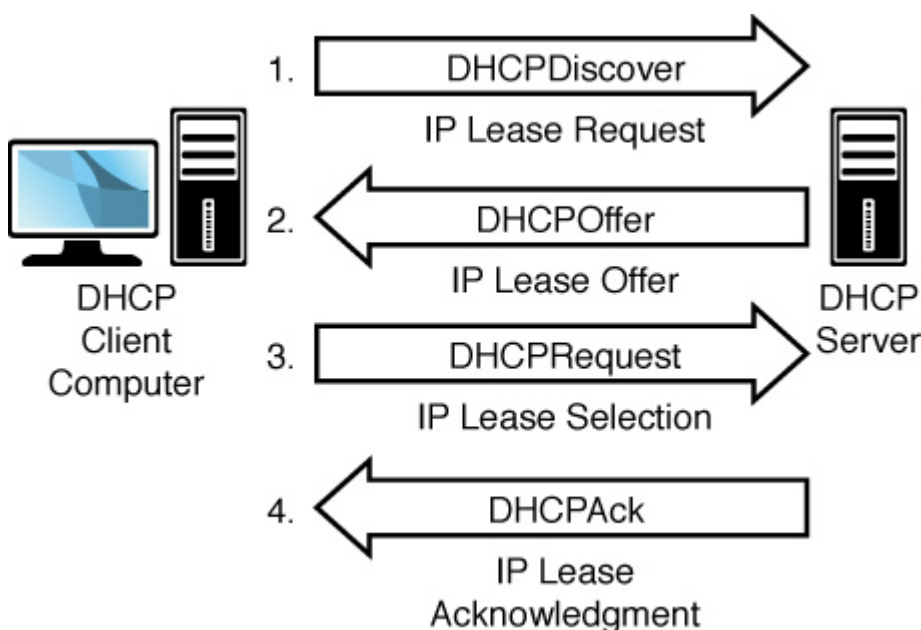 1.
DHCPDiscover
IP Lease Request
2.
DHCPOffer
IP Lease Offer
DHCP
Client
Computer
DHCP
Server
3.
DHCPRequest
IP Lease Selection
4.
DHCPAck
IP Lease
Acknowledgment